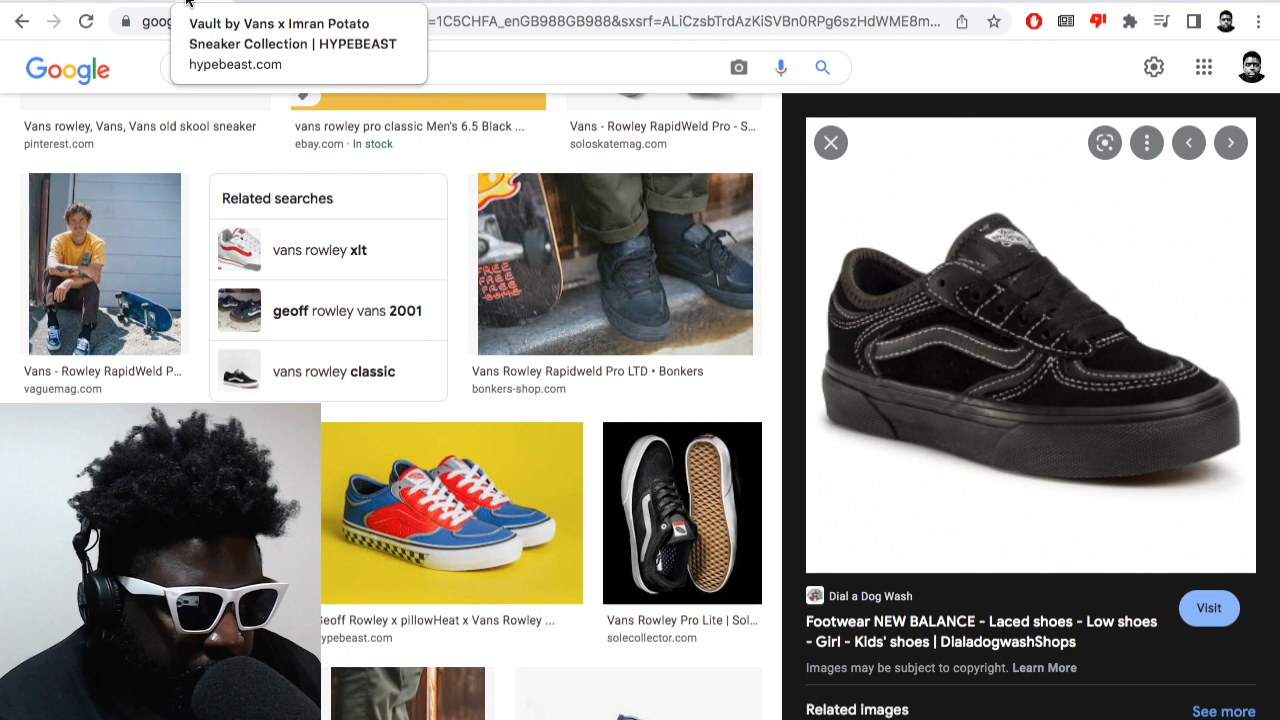 goog
=1C5CHFA_enGB988GB988&sxsrf=ALiCzsbTrdAzKiSVBn0RPg6szHdWME8m...
Vault by Vans x Imran Potato
Sneaker Collection | HYPEBEAST
hypebeast.com
Google
Vans rowley, Vans, Vans old skool sneaker
pinterest.com
vans rowley pro classic Men's 6.5 Black ...
ebay.com · In stock
Vans - Rowley RapidWeld Pro - S...
soloskatemag.com
Related searches
vans rowley xlt
geoff rowley vans 2001
vans rowley classic
FREE
FREE
FREE
Vans - Rowley RapidWeld P...
vaguemag.com
Vans Rowley Rapidweld Pro LTD • Bonkers
bonkers-shop.com
Geoff Rowley x pillowHeat x Vans Rowley ...
ypebeast.com
Vans Rowley Pro Lite | Sol...
solecollector.com
Dial a Dog Wash
Footwear NEW BALANCE - Laced shoes - Low shoes
- Girl - Kids' shoes | DialadogwashShops
Visit
Images may be subject to copyright. Learn More
Related images
See more